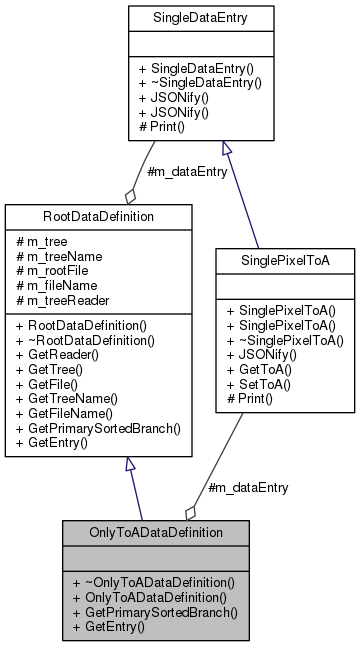 SingleDataEntry
+ SingleDataEntry()
+ ~SingleDataEntry()
+ JSONify()
+ JSONify()
# Print()
#m_dataEntry
RootDataDefinition
# m_tree
# m_treeName
# m_rootFile
# m_fileName
# m_treeReader
+ RootDataDefinition()
+ ~RootDataDefinition()
+ GetReader()
+ GetTree()
+ GetFile()
+ GetTreeName()
+ GetFileName()
+ GetPrimarySortedBranch()
+ GetEntry()
SinglePixelToA
+ SinglePixelToA()
+ SinglePixelToA()
+ ~SinglePixelToA()
+ JSONify()
+ GetToA()
+ SetToA()
# Print()
#m_dataEntry
OnlyToADataDefinition
+ ~OnlyToADataDefinition()
+ OnlyToADataDefinition()
+ GetPrimarySortedBranch()
+ GetEntry()